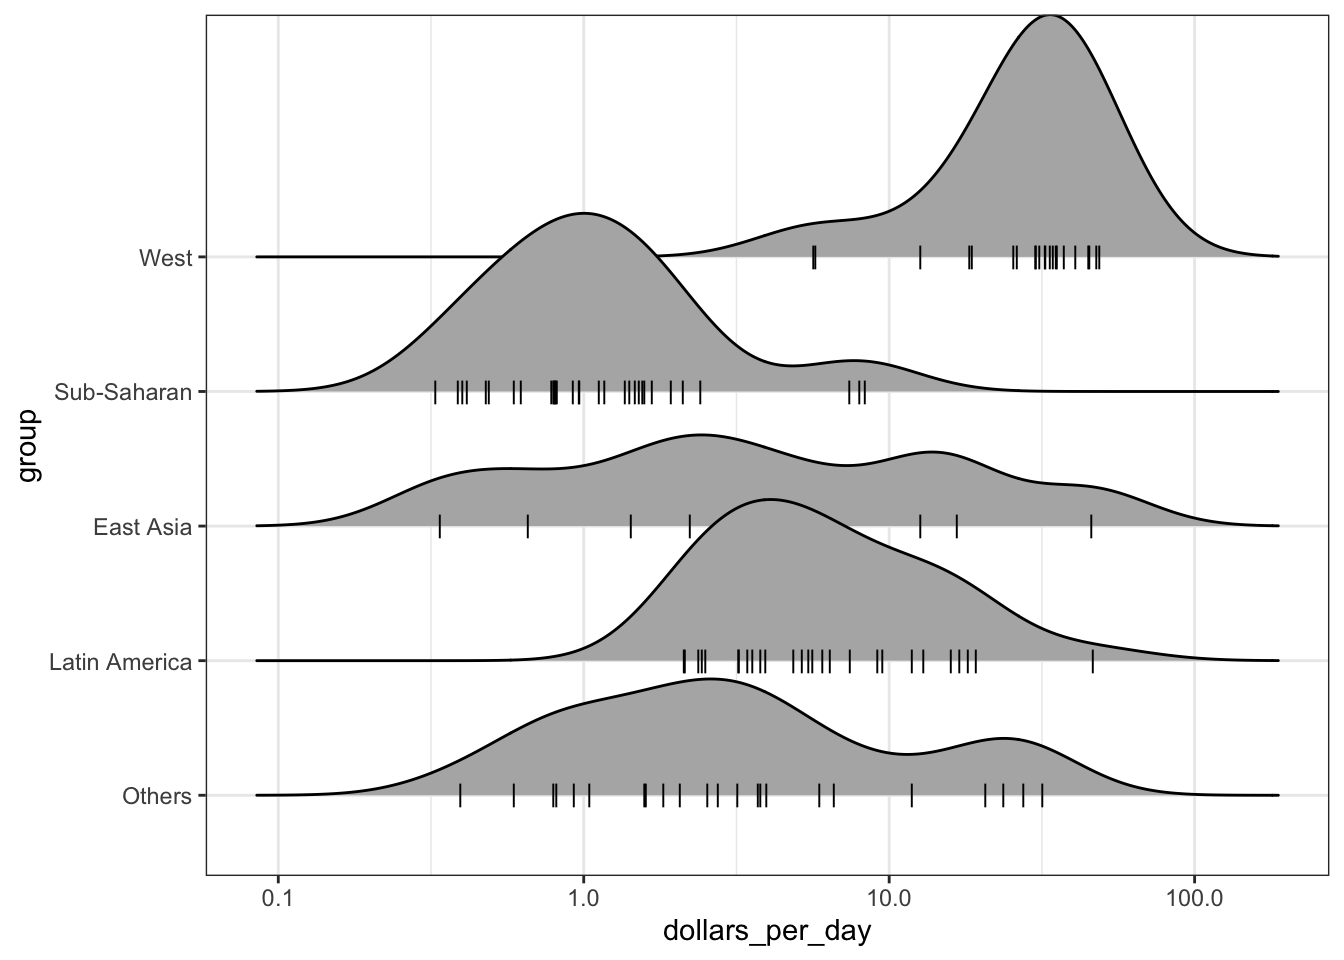 group
West
Sub-Saharan
East Asia
Latin America
Others
0.1 1.0 10.0 100.0
dollars_per_day